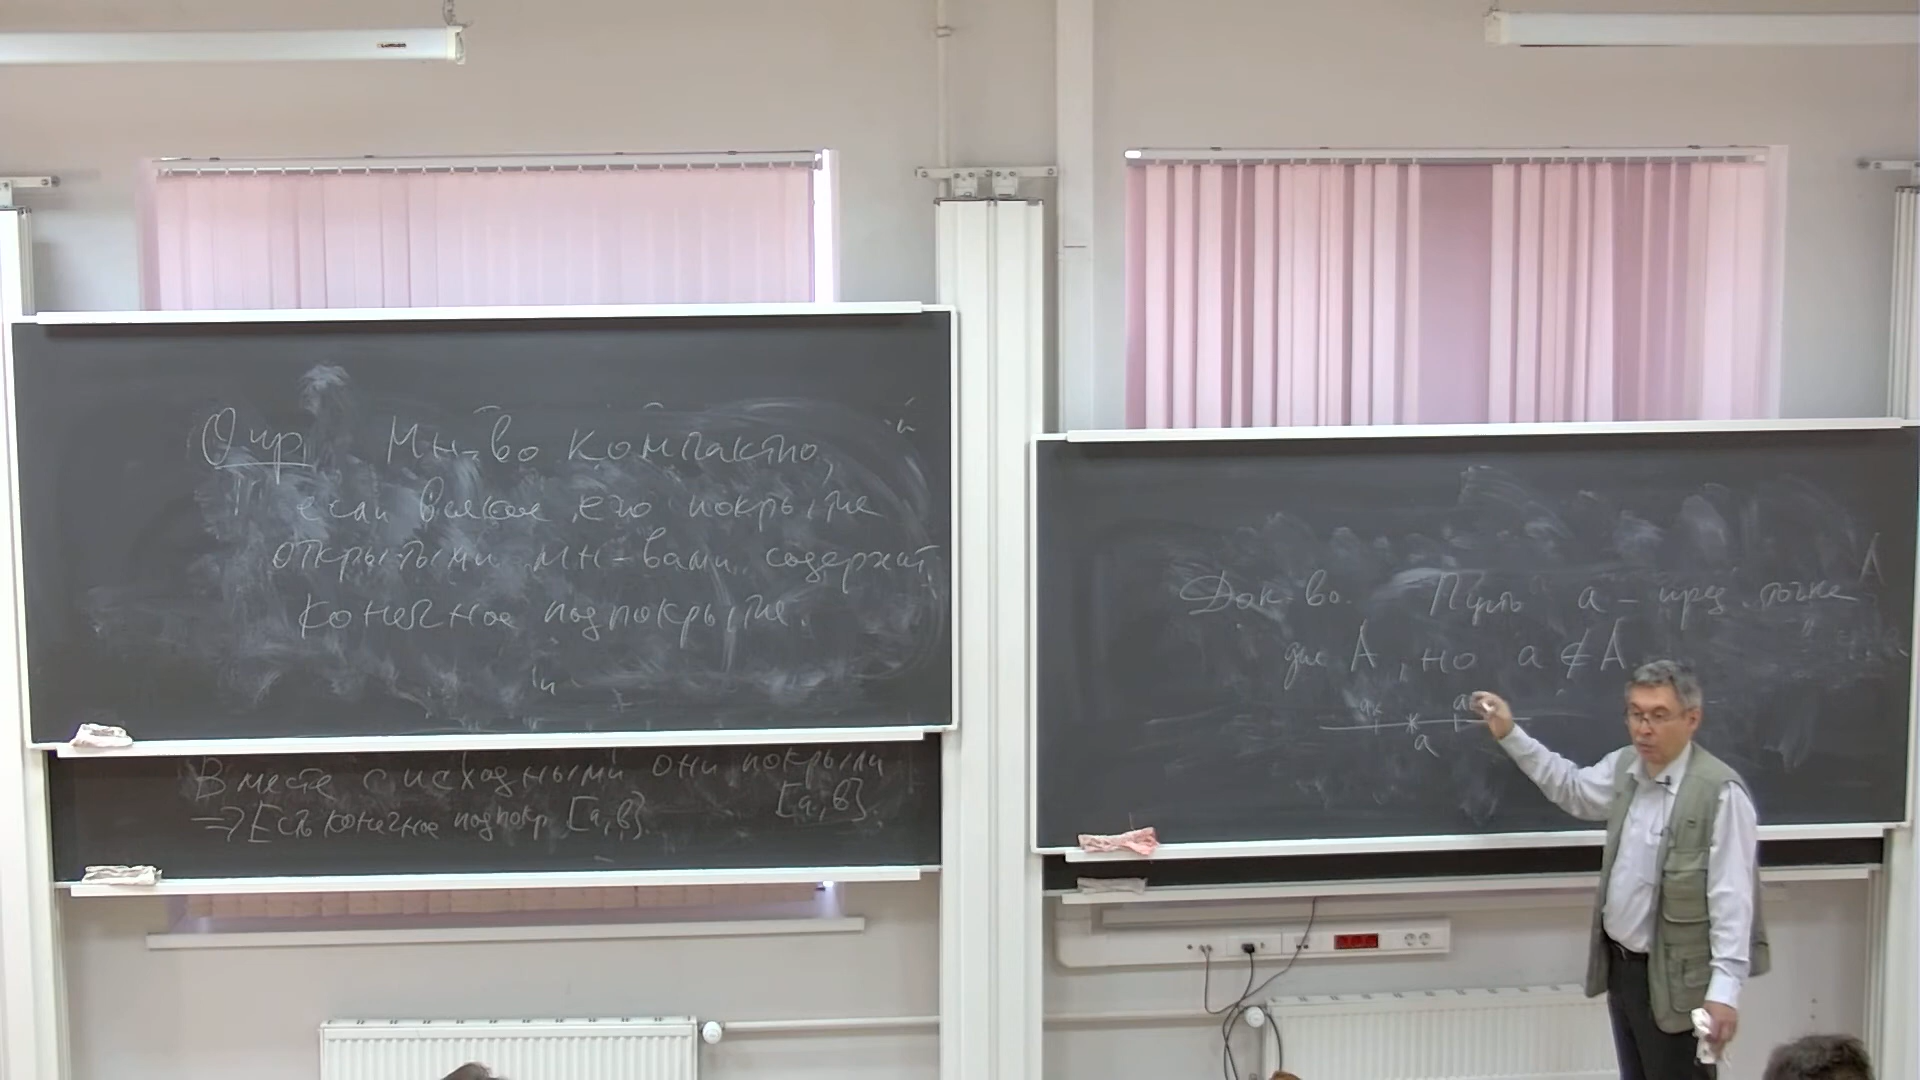 Опр. Мн-во компактно,
если всякое его покрытие
открытыми мн-вами содержит
конечное подпокрытие.
Вместе с исходными они покрыли
[a, b].
⇒ Есть конечное подпокр [a, b].
Док-во. Пусть a – пред. точка
для A, но a ∉ A.
a